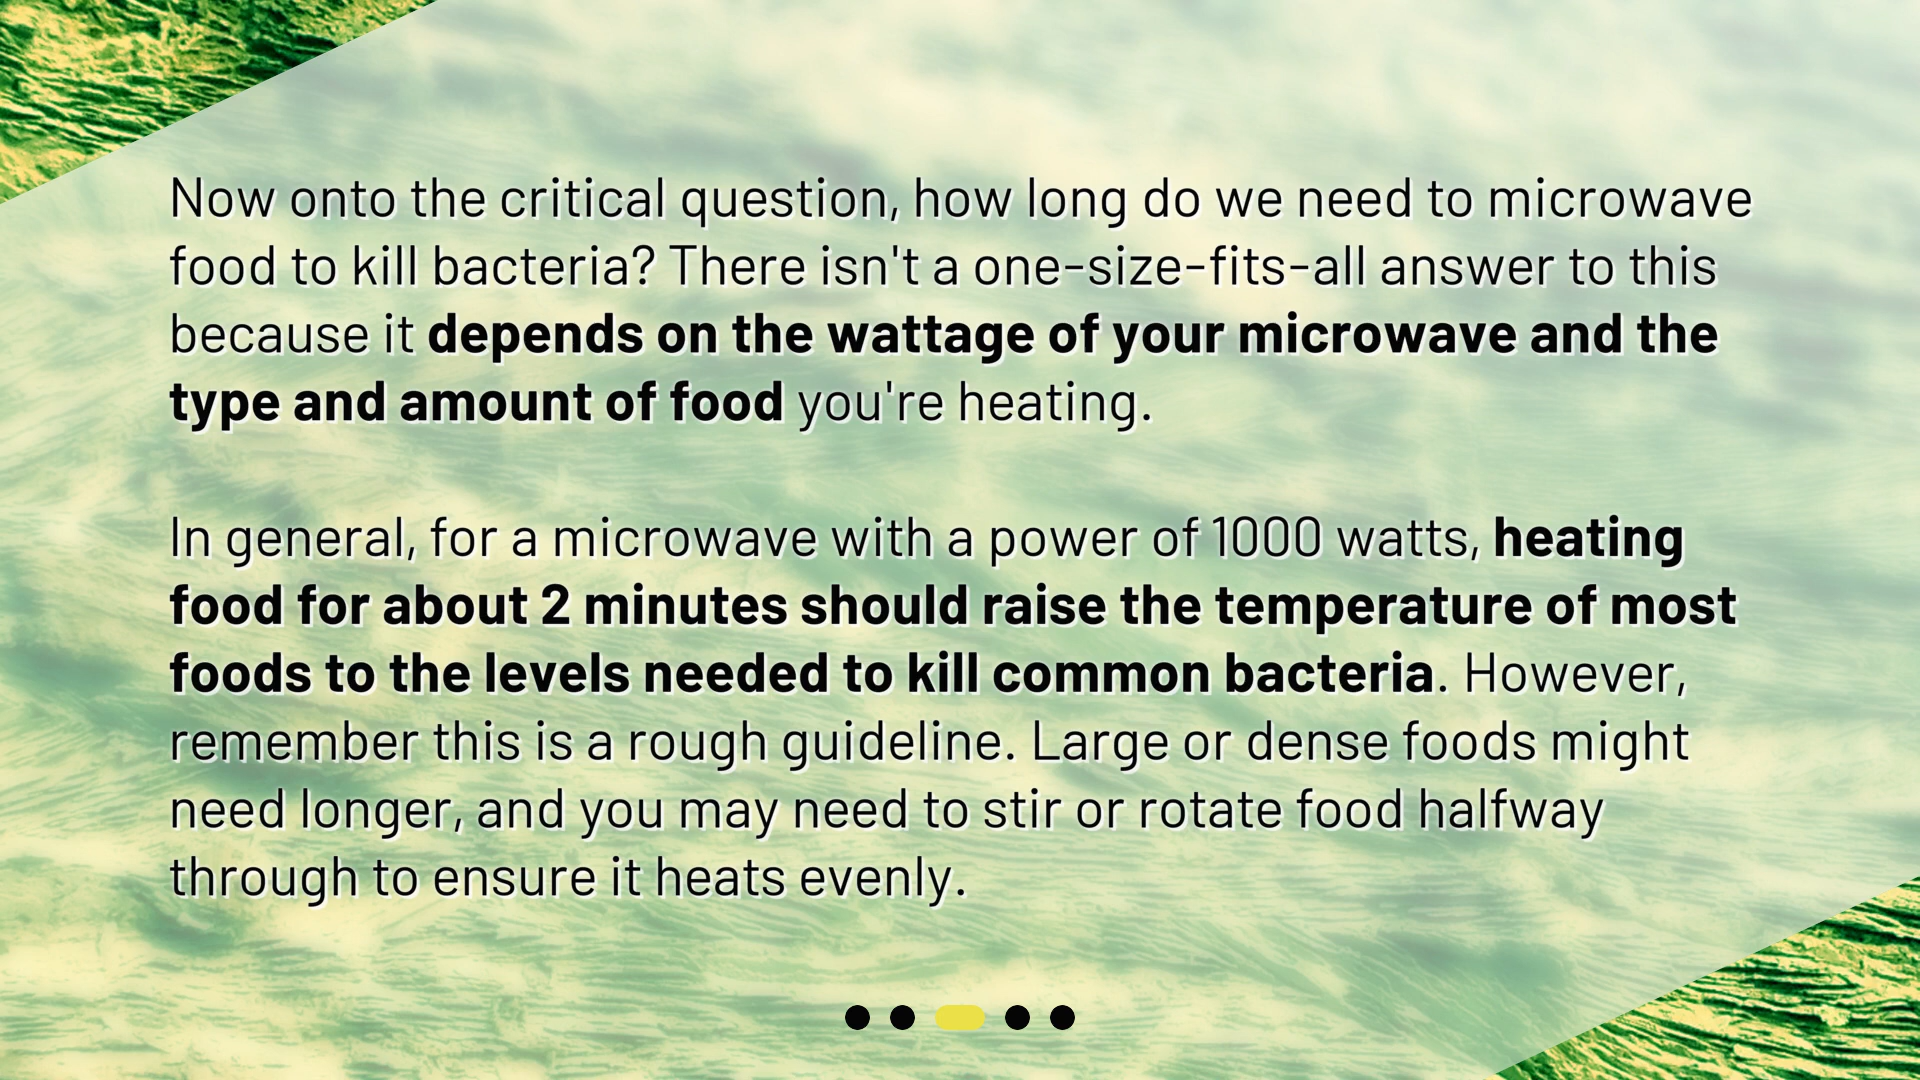 Now onto the critical question, how long do we need to microwave
food to kill bacteria? There isn't a one-size-fits-all answer to this
because it depends on the wattage of your microwave and the
type and amount of food you're heating.
In general, for a microwave with a power of 1000 watts, heating
food for about 2 minutes should raise the temperature of most
foods to the levels needed to kill common bacteria. However,
remember this is a rough guideline. Large or dense foods might
need longer, and you may need to stir or rotate food halfway
through to ensure it heats evenly.